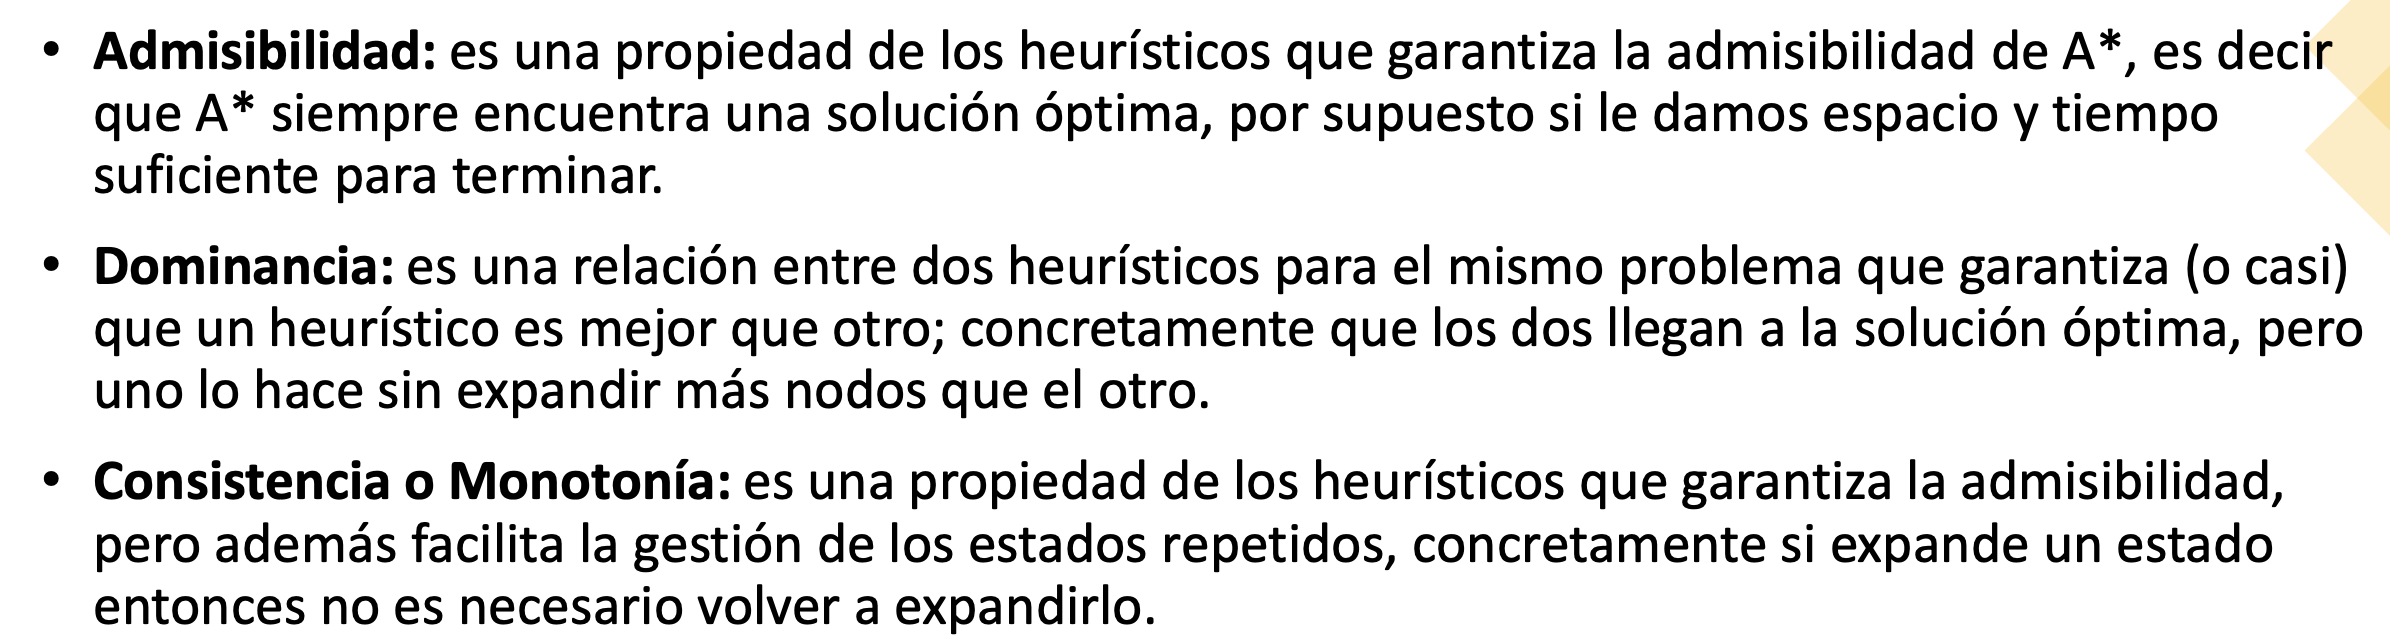 • Admisibilidad: es una propiedad de los heurísticos que garantiza la admisibilidad de A*, es decir
que A* siempre encuentra una solución óptima, por supuesto si le damos espacio y tiempo
suficiente para terminar.
• Dominancia: es una relación entre dos heurísticos para el mismo problema que garantiza (o casi)
que un heurístico es mejor que otro; concretamente que los dos llegan a la solución óptima, pero
uno lo hace sin expandir más nodos que el otro.
• Consistencia o Monotonía: es una propiedad de los heurísticos que garantiza la admisibilidad,
pero además facilita la gestión de los estados repetidos, concretamente si expande un estado
entonces no es necesario volver a expandirlo.